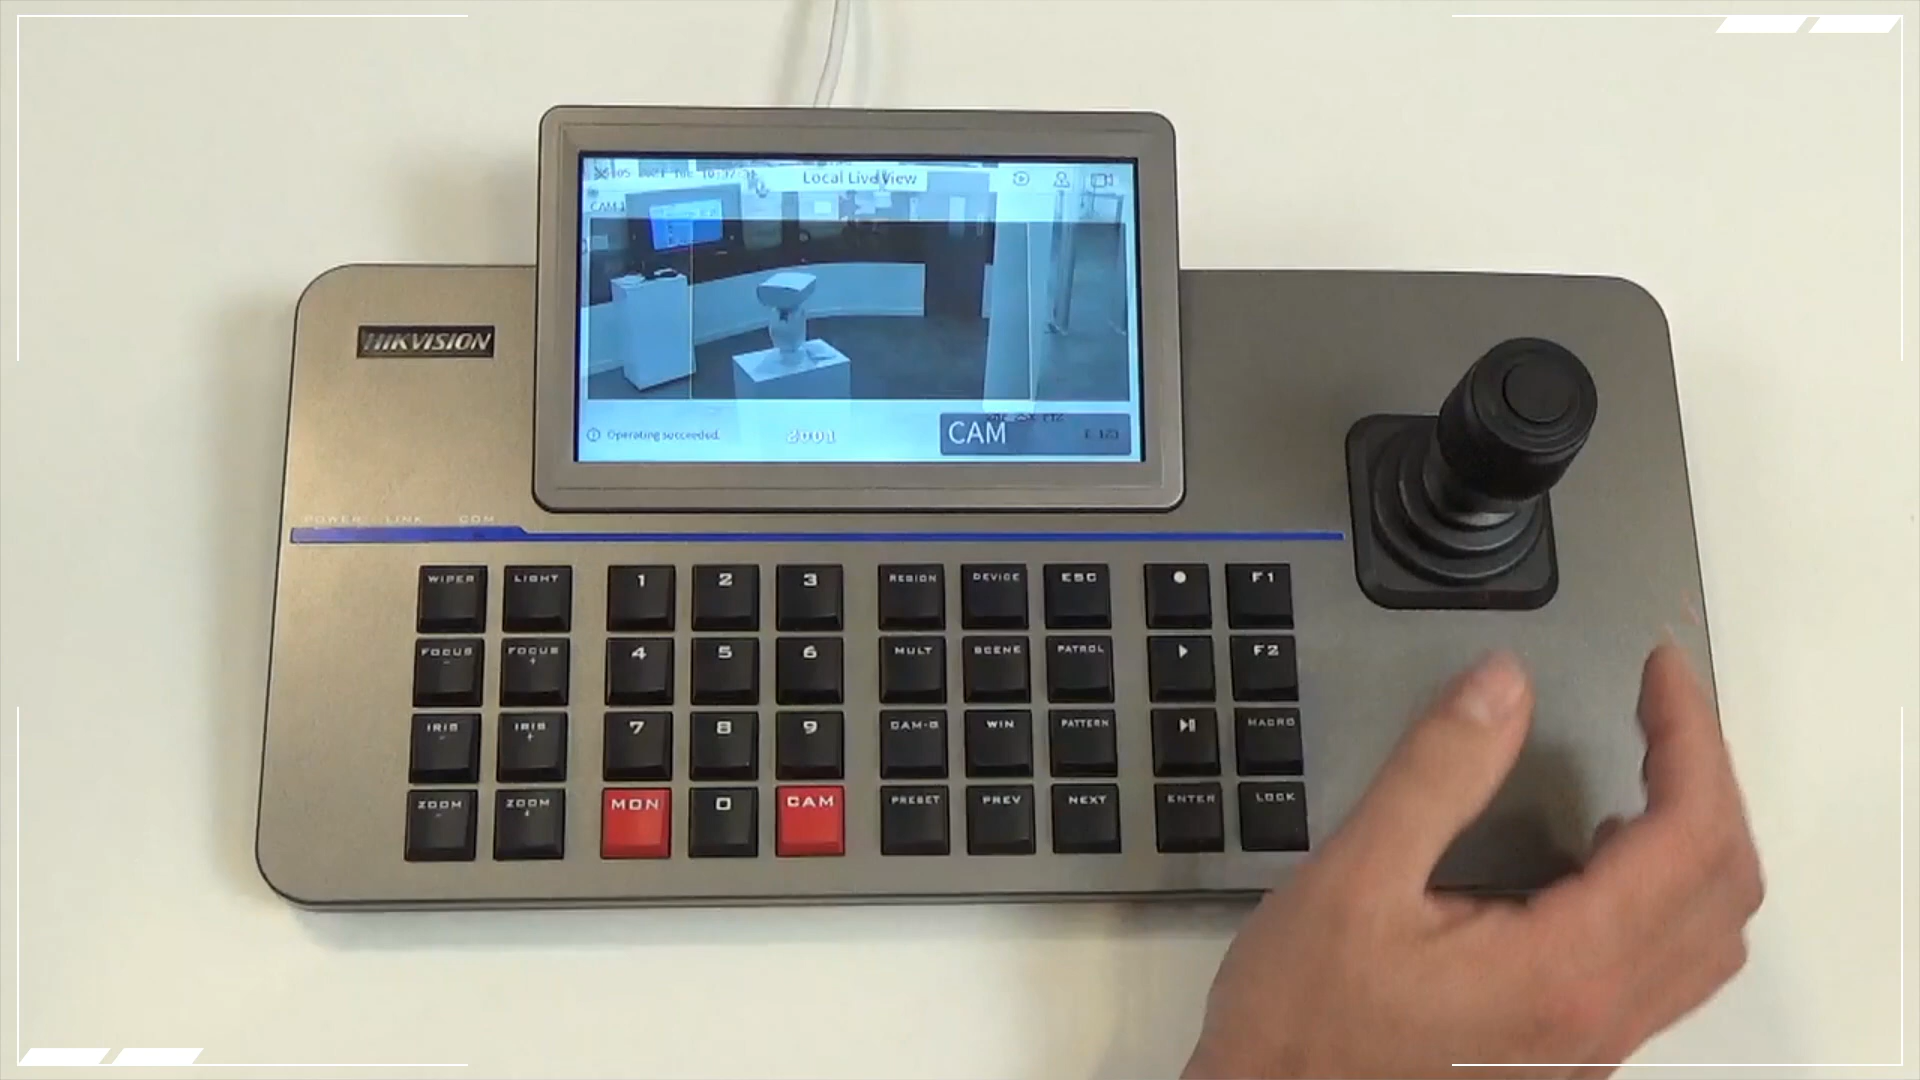 Local Live View
CAM 1
Operating succeeded.
2001
CAM
HIKVISION
POWER LINK COM
WIPER LIGHT 1 2 3 REGION DEVICE ESC F1
FOCUS - FOCUS + 4 5 6 MULT SCENE PATROL F2
IRIS - IRIS + 7 8 9 CAM-G WIN PATTERN MACRO
ZOOM - ZOOM + MON 0 CAM PRESET PREV NEXT ENTER LOCK